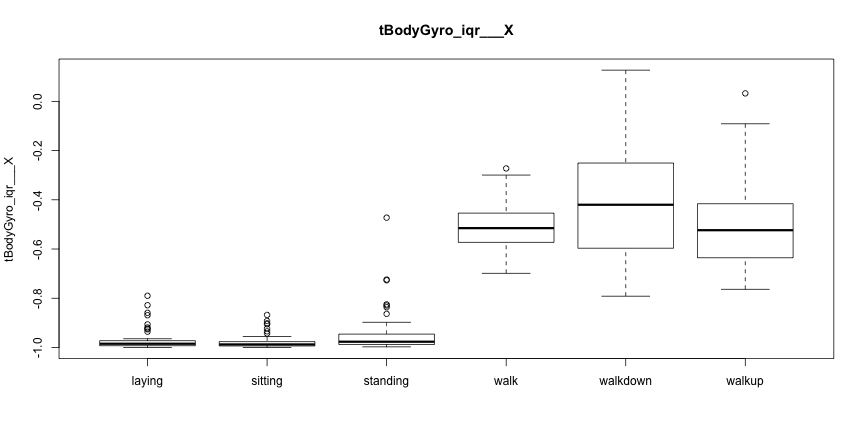 tBodyGyro_iqr___X
tBodyGyro_iqr___X
0.0
-0.2
-0.4
-0.6
-0.8
-1.0
laying sitting standing walk walkdown walkup